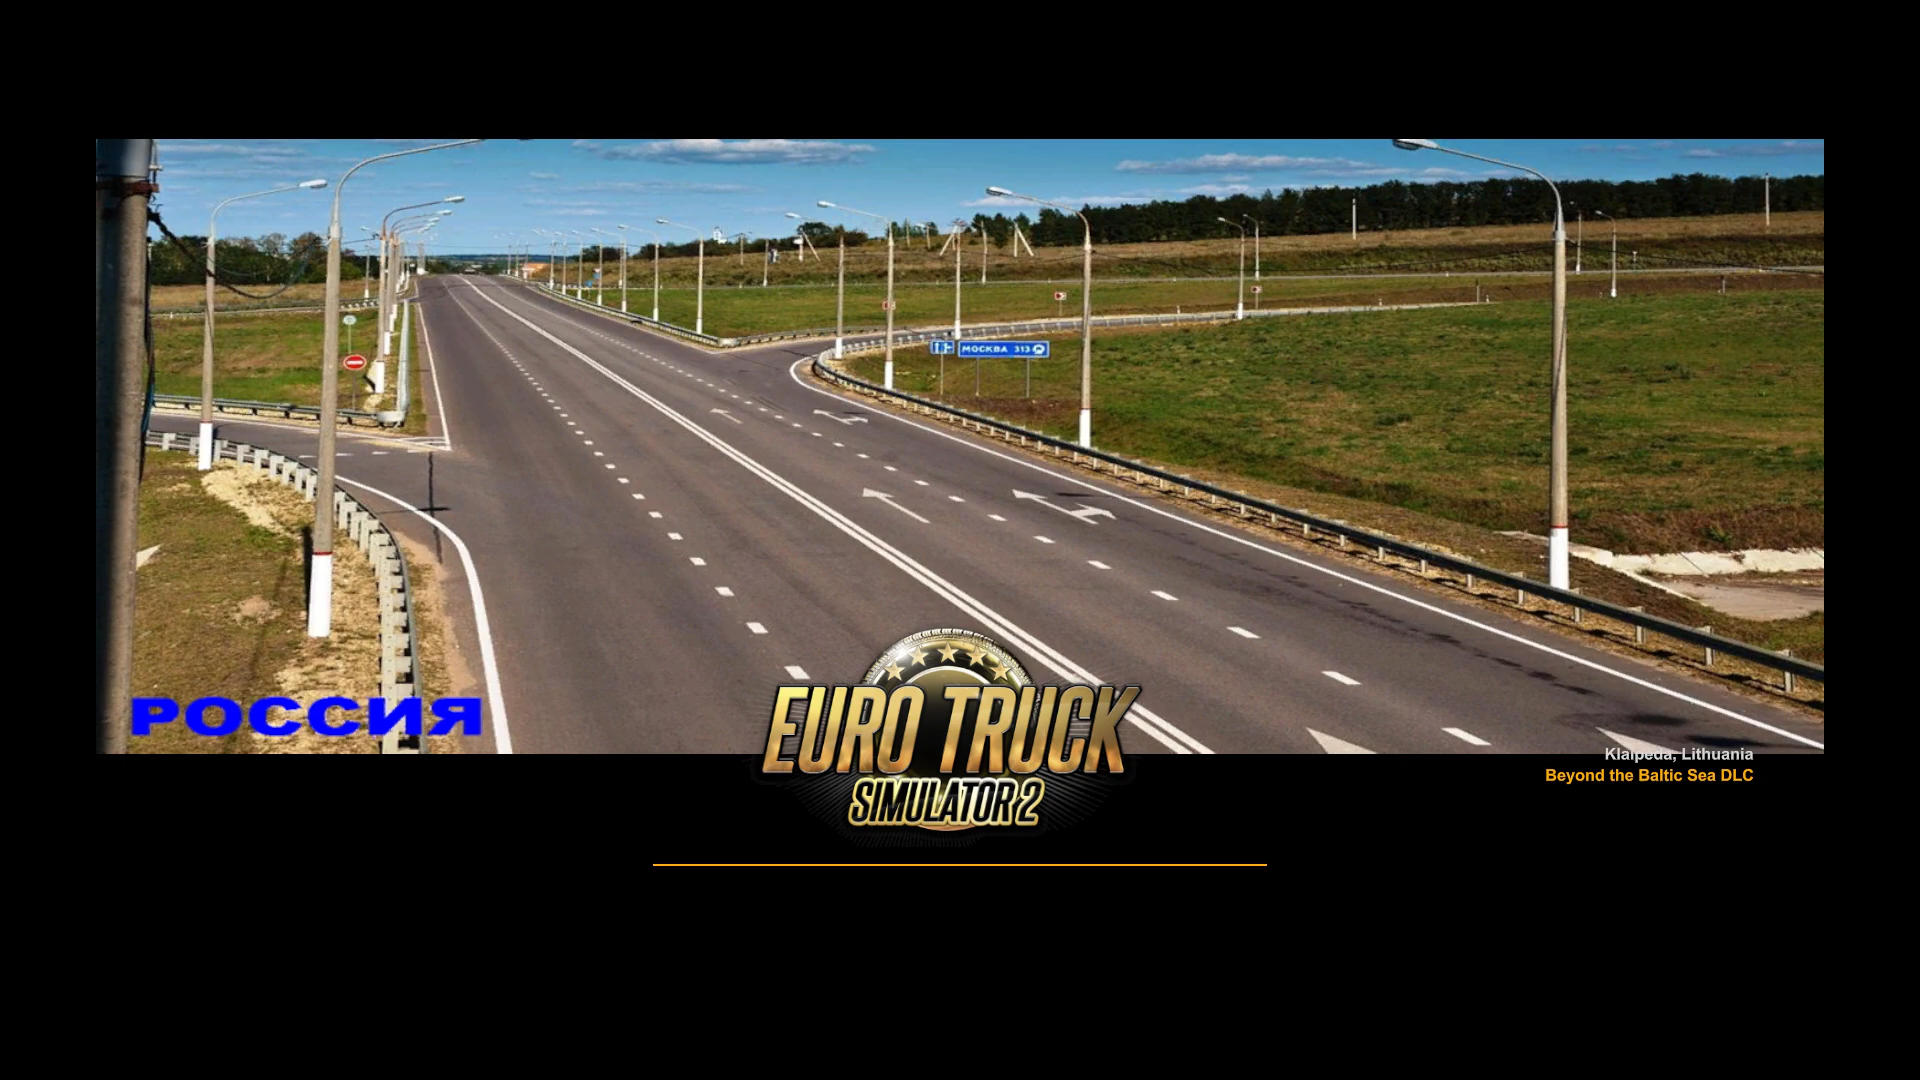 МОСКВА 313
РОССИЯ
EURO TRUCK
SIMULATOR 2
Klaipeda, Lithuania
Beyond the Baltic Sea DLC